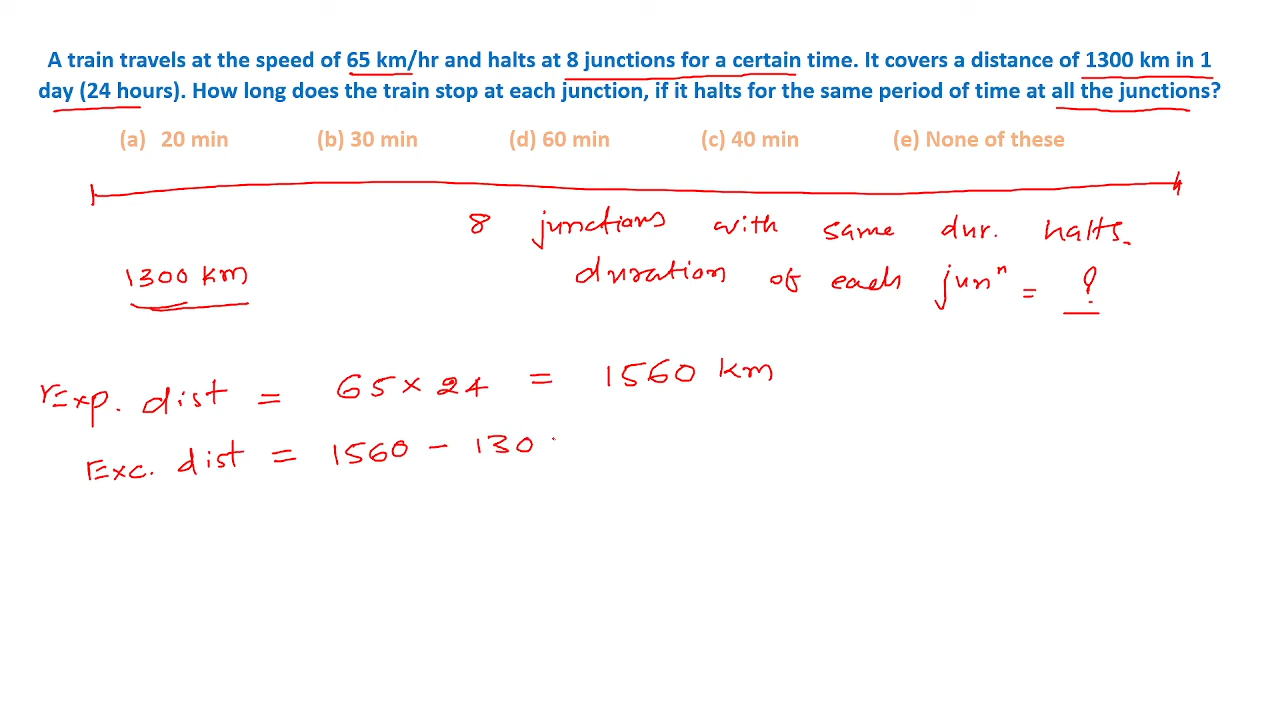 A train travels at the speed of 65 km/hr and halts at 8 junctions for a certain time. It covers a distance of 1300 km in 1
day (24 hours). How long does the train stop at each junction, if it halts for the same period of time at all the junctions?
(a) 20 min (b) 30 min (d) 60 min (c) 40 min (e) None of these
8 junctions with same dur. halts.
1300 km duration of each junⁿ = ?
Exp. dist = 65 × 24 = 1560 km
Exc. dist = 1560 - 130